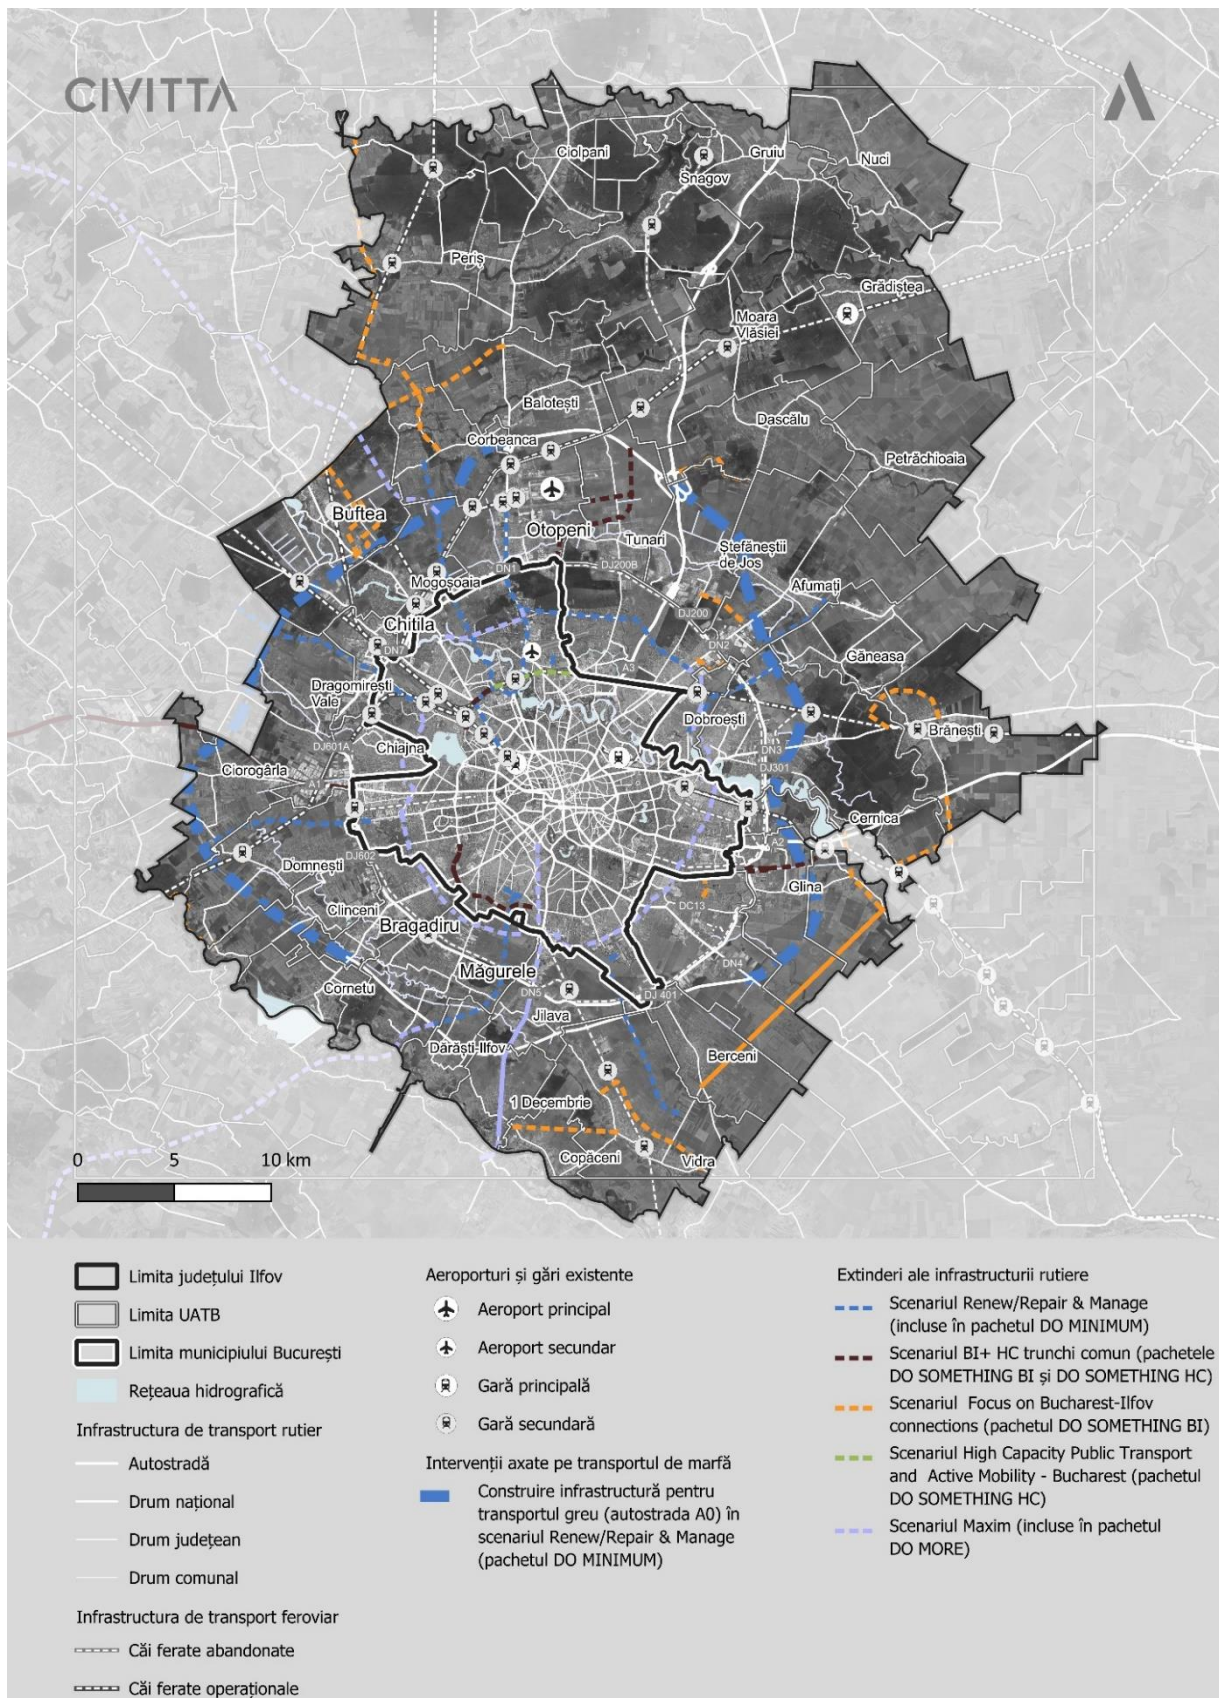 CIVITTA
Ciolpani
Gruiu
Nuci
Snagov
Periș
Grădiștea
Moara
Vlăsiei
Balotești
Dascălu
Corbeanca
Petrăchioaia
Buftea
Otopeni
Tunari
Ștefăneștii
de Jos
DN1
DJ200B
Mogoșoaia
Afumați
Chitila
DJ200
DN2
DN7
A3
Găneasa
Dragomirești
Vale
Dobroești
Brănești
DJ601A
Chiajna
DN3
DJ301
Ciorogârla
Cernica
A2
DJ602
Domnești
Glina
Clinceni
DC13
Bragadiru
Măgurele
DN4
Cornetu
DN5
DJ 401
Jilava
Dărăști-Ilfov
Berceni
1 Decembrie
Copăceni
Vidra
0 5 10 km
Limita județului Ilfov
Limita UATB
Limita municipiului București
Rețeaua hidrografică
Infrastructura de transport rutier
Autostradă
Drum național
Drum județean
Drum comunal
Infrastructura de transport feroviar
Căi ferate abandonate
Căi ferate operaționale
Aeroporturi și gări existente
Aeroport principal
Aeroport secundar
Gară principală
Gară secundară
Intervenții axate pe transportul de marfă
Construire infrastructură pentru
transportul greu (autostrada A0) în
scenariul Renew/Repair & Manage
(pachetul DO MINIMUM)
Extinderi ale infrastructurii rutiere
Scenariul Renew/Repair & Manage
(incluse în pachetul DO MINIMUM)
Scenariul BI+ HC trunchi comun (pachetele
DO SOMETHING BI și DO SOMETHING HC)
Scenariul Focus on Bucharest-Ilfov
connections (pachetul DO SOMETHING BI)
Scenariul High Capacity Public Transport
and Active Mobility - Bucharest (pachetul
DO SOMETHING HC)
Scenariul Maxim (incluse în pachetul
DO MORE)